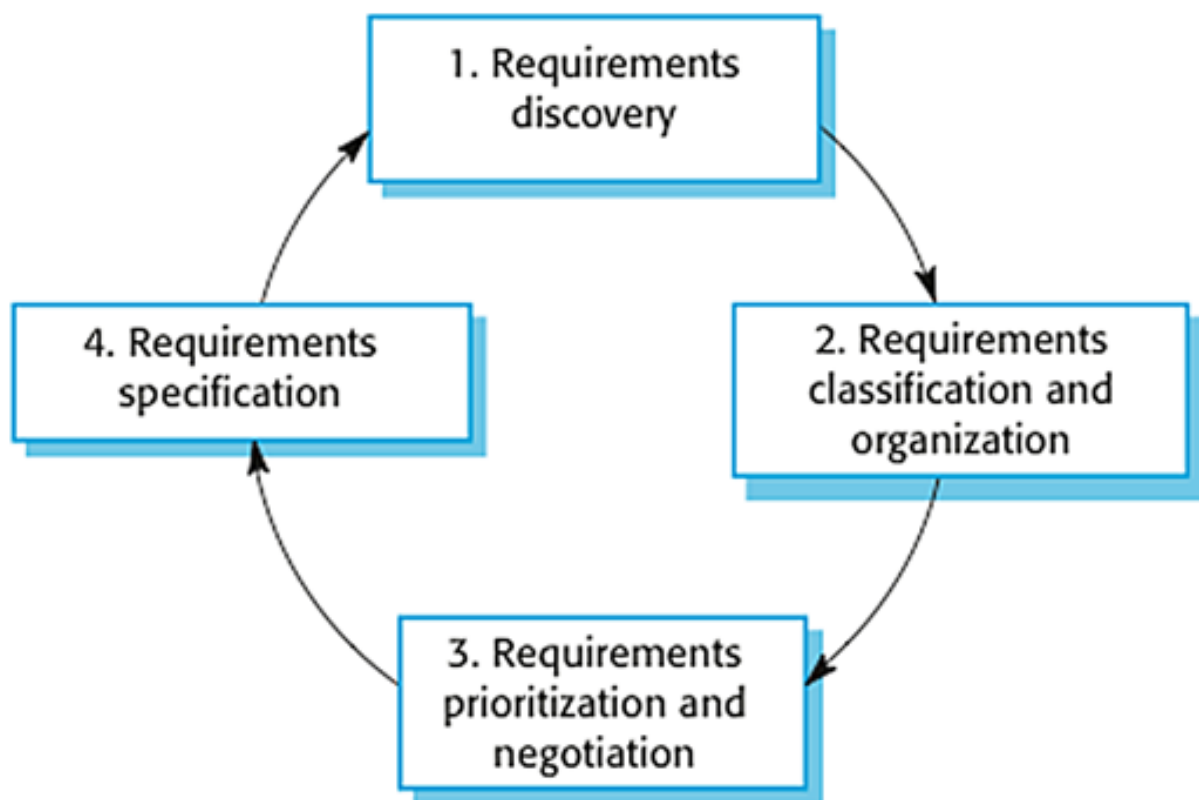 1. Requirements
discovery
2. Requirements
classification and
organization
3. Requirements
prioritization and
negotiation
4. Requirements
specification